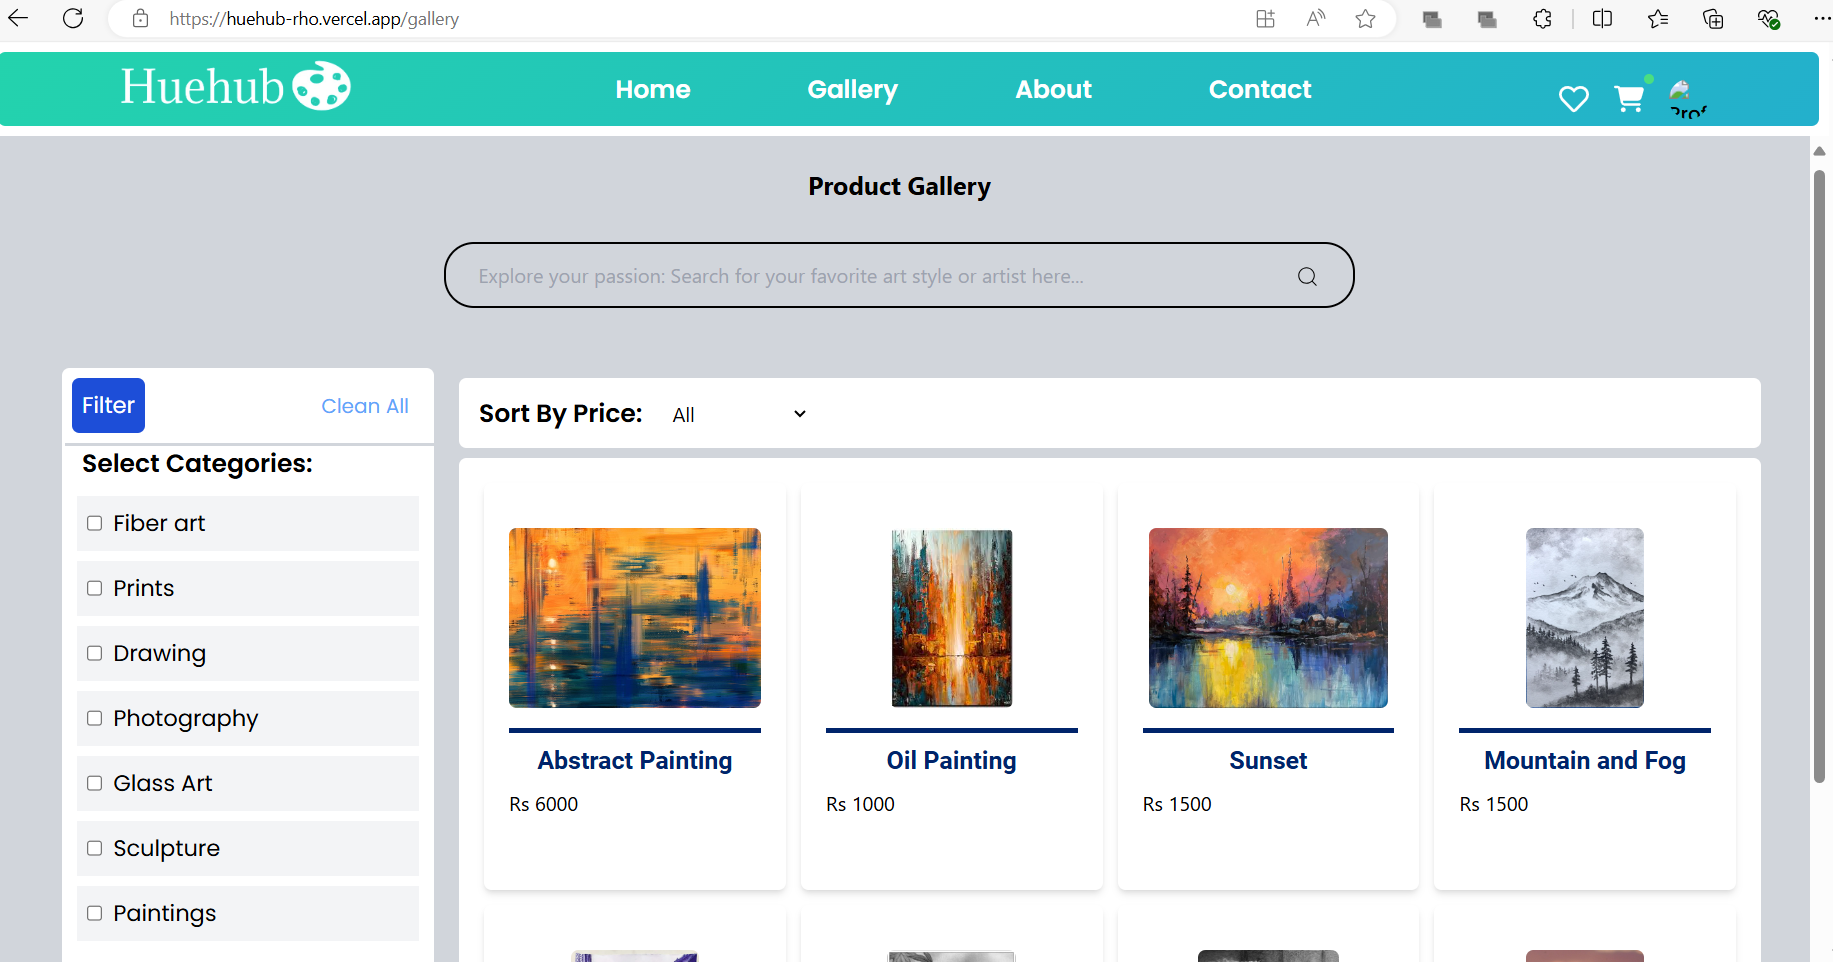 https://huehub-rho.vercel.app/gallery
Huehub
Home
Gallery
About
Contact
Product Gallery
Explore your passion: Search for your favorite art style or artist here...
Filter
Clean All
Select Categories:
Fiber art
Prints
Drawing
Photography
Glass Art
Sculpture
Paintings
Sort By Price:
All
Abstract Painting
Rs 6000
Oil Painting
Rs 1000
Sunset
Rs 1500
Mountain and Fog
Rs 1500